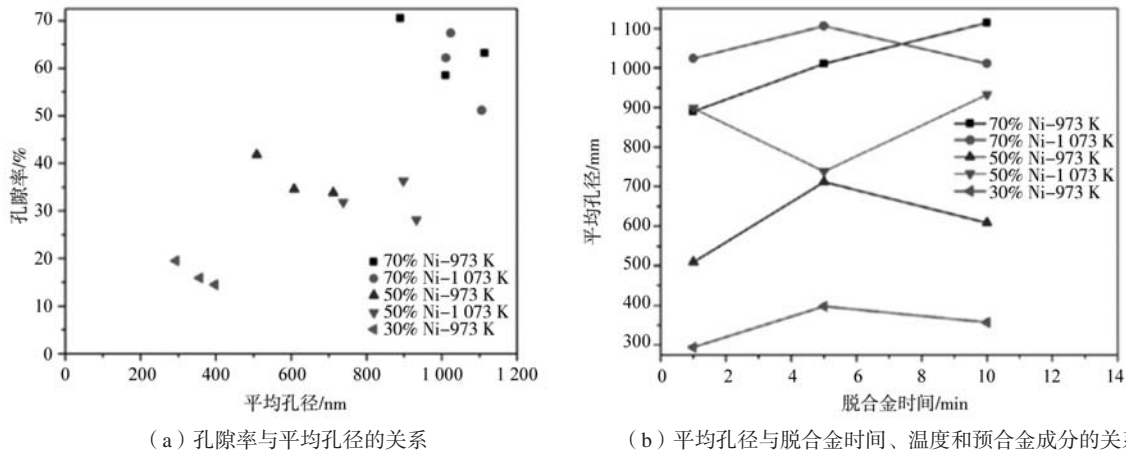 70
60
50
40
30
20
10
0
孔隙率/%
70% Ni-973 K
70% Ni-1 073 K
50% Ni-973 K
50% Ni-1 073 K
30% Ni-973 K
0 200 400 600 800 1 000 1 200
平均孔径/nm
(a)孔隙率与平均孔径的关系
1 100
1 000
900
800
700
600
500
400
300
平均孔径/mm
70% Ni-973 K
70% Ni-1 073 K
50% Ni-973 K
50% Ni-1 073 K
30% Ni-973 K
0 2 4 6 8 10 12 14
脱合金时间/min
(b)平均孔径与脱合金时间、温度和预合金成分的关